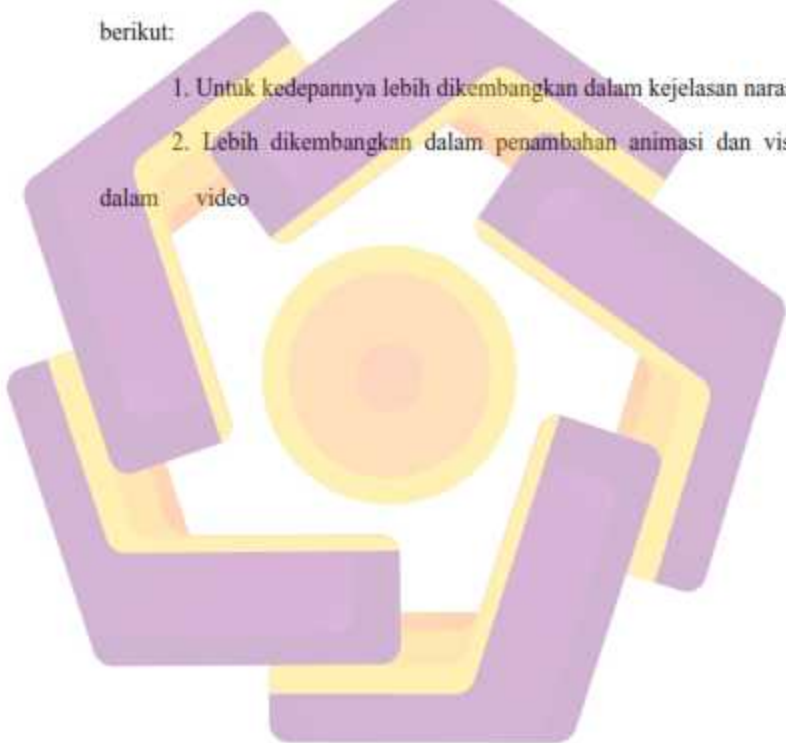 berikut:
1. Untuk kedepannya lebih dikembangkan dalam kejelasan nara
2. Lebih dikembangkan dalam penambahan animasi dan vis
dalam video